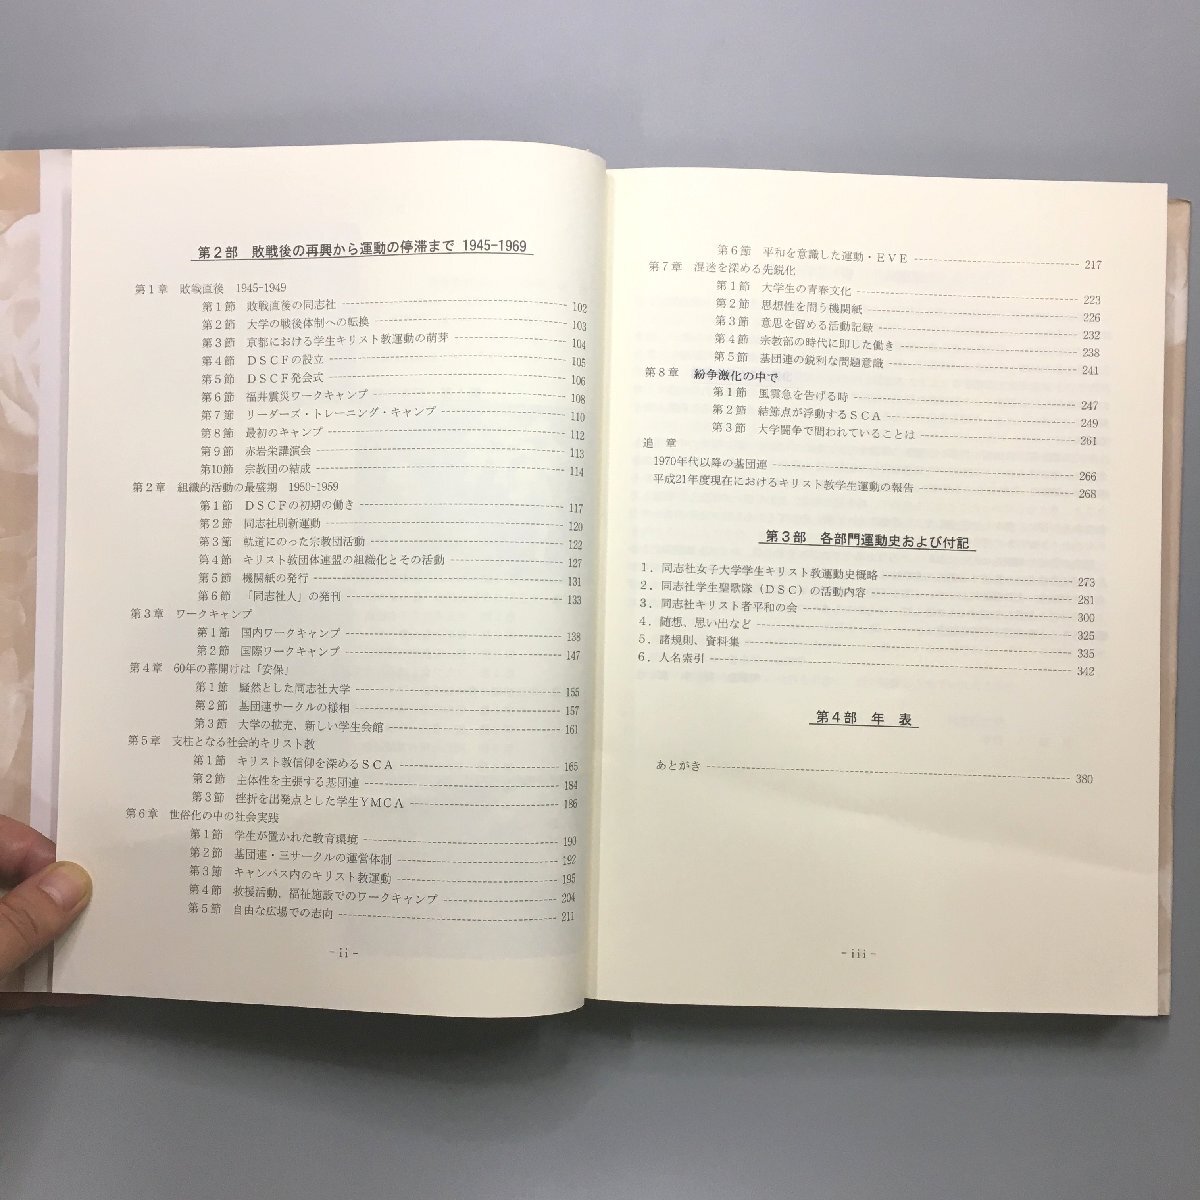 第2部　敗戦後の再興から運動の停滞まで 1945-1969
第1章　敗戦直後　1945-1949
第1節　敗戦直後の同志社 102
第2節　大学の戦後体制への転換 103
第3節　京都における学生キリスト教運動の萌芽 104
第4節　DSCFの設立 105
第5節　DSCF発会式 106
第6節　福井震災ワークキャンプ 108
第7節　リーダーズ・トレーニング・キャンプ 110
第8節　最初のキャンプ 112
第9節　赤岩栄講演会 113
第10節　宗教団の結成 114
第2章　組織的活動の最盛期　1950-1959
第1節　DSCFの初期の働き 117
第2節　同志社刷新運動 120
第3節　軌道にのった宗教団活動 122
第4節　キリスト教団体連盟の組織化とその活動 127
第5節　機関紙の発行 131
第6節　「同志社人」の発刊 133
第3章　ワークキャンプ
第1節　国内ワークキャンプ 138
第2節　国際ワークキャンプ 147
第4章　60年の幕開けは「安保」
第1節　騒然とした同志社大学 155
第2節　基団連サークルの様相 157
第3節　大学の拡充、新しい学生会館 161
第5章　支柱となる社会的キリスト教
第1節　キリスト教信仰を深めるSCA 165
第2節　主体性を主張する基団連 184
第3節　挫折を出発点とした学生YMCA 186
第6章　世俗化の中の社会実践
第1節　学生が置かれた教育環境 190
第2節　基団連・三サークルの運営体制 192
第3節　キャンパス内のキリスト教運動 195
第4節　救援活動、福祉施設でのワークキャンプ 204
第5節　自由な広場での志向 211
- ii -
第6節　平和を意識した運動・EVE 217
第7章　混迷を深める先鋭化
第1節　大学生の青春文化 223
第2節　思想性を問う機関紙 226
第3節　意思を留める活動記録 232
第4節　宗教部の時代に即した働き 238
第5節　基団連の鋭利な問題意識 241
第8章　紛争激化の中で
第1節　風雲急を告げる時 247
第2節　結節点が浮動するSCA 249
第3節　大学闘争で問われていることは 261
追　章
1970年代以降の基団連 266
平成21年度現在におけるキリスト教学生運動の報告 268
第3部　各部門運動史および付記
1．同志社女子大学学生キリスト教運動史概略 273
2．同志社学生聖歌隊（DSC）の活動内容 281
3．同志社キリスト者平和の会 300
4．随想、思い出など 325
5．諸規則、資料集 335
6．人名索引 342
第4部　年　表
あとがき 380
- iii -